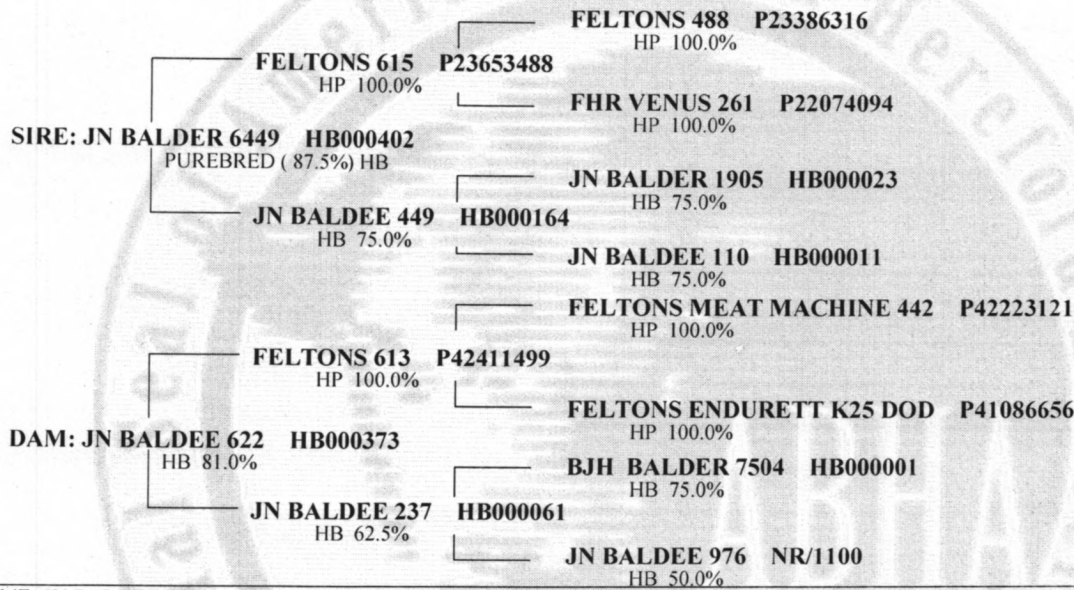 FELTONS 488 P23386316
HP 100.0%
FELTONS 615 P23653488
HP 100.0%
FHR VENUS 261 P22074094
HP 100.0%
SIRE: JN BALDER 6449 HB000402
PUREBRED ( 87.5%) HB
JN BALDER 1905 HB000023
HB 75.0%
JN BALDEE 449 HB000164
HB 75.0%
JN BALDEE 110 HB000011
HB 75.0%
FELTONS MEAT MACHINE 442 P42223121
HP 100.0%
FELTONS 613 P42411499
HP 100.0%
FELTONS ENDURETT K25 DOD P41086656
HP 100.0%
DAM: JN BALDEE 622 HB000373
HB 81.0%
BJH BALDER 7504 HB000001
HB 75.0%
JN BALDEE 237 HB000061
HB 62.5%
JN BALDEE 976 NR/1100
HB 50.0%
ABHA